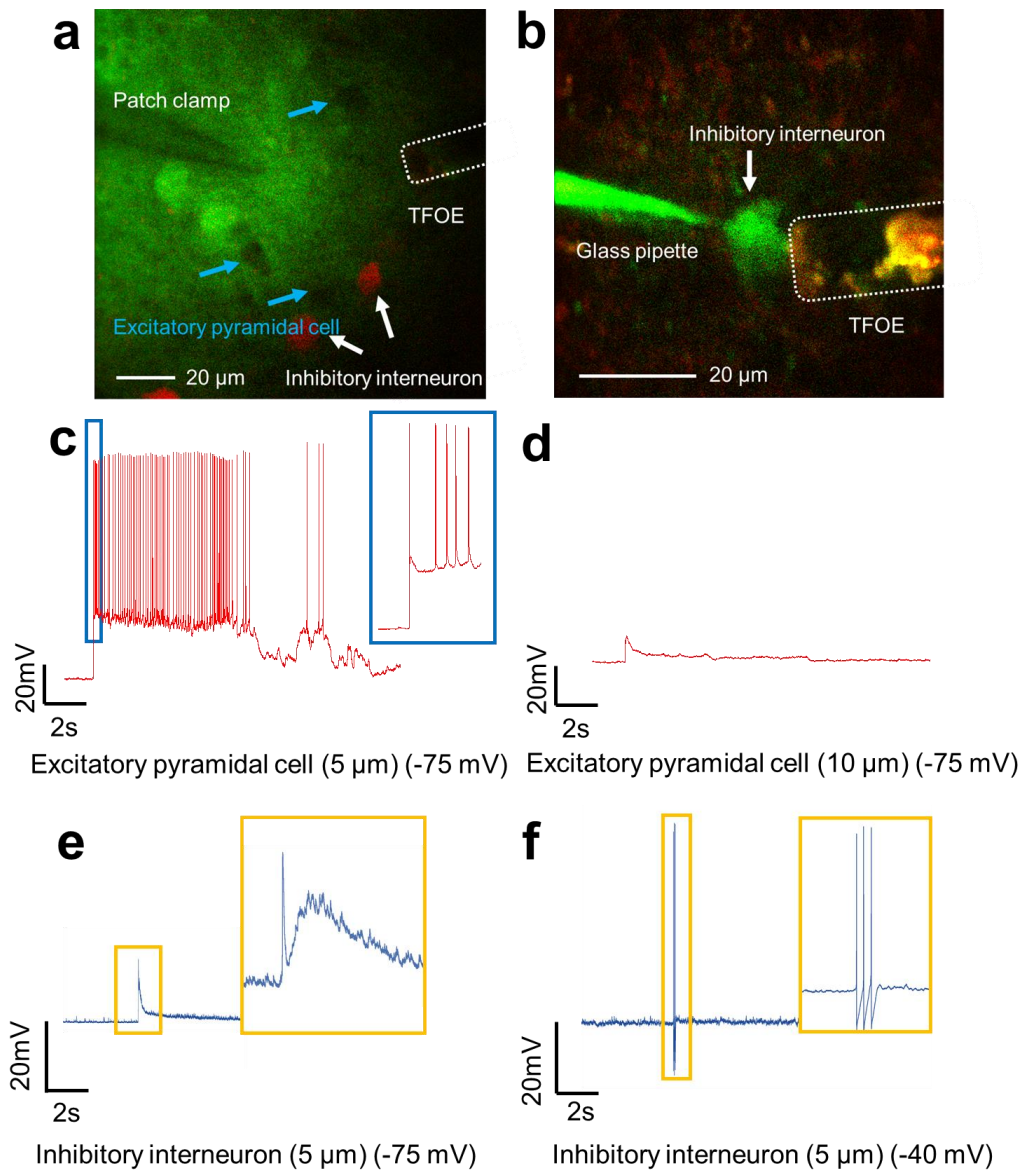 a
Patch clamp
TFOE
Excitatory pyramidal cell
Inhibitory interneuron
20 µm
b
Inhibitory interneuron
Glass pipette
TFOE
20 µm
c
20mV
2s
Excitatory pyramidal cell (5 µm) (-75 mV)
d
20mV
2s
Excitatory pyramidal cell (10 µm) (-75 mV)
e
20mV
2s
Inhibitory interneuron (5 µm) (-75 mV)
f
20mV
2s
Inhibitory interneuron (5 µm) (-40 mV)